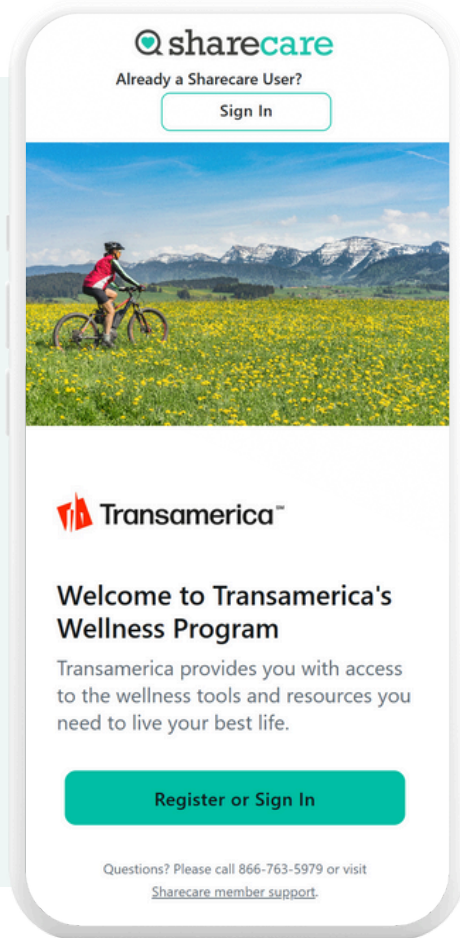 sharecare
Already a Sharecare User?
Sign In
Transamerica℠
Welcome to Transamerica's
Wellness Program
Transamerica provides you with access
to the wellness tools and resources you
need to live your best life.
Register or Sign In
Questions? Please call 866-763-5979 or visit
Sharecare member support.